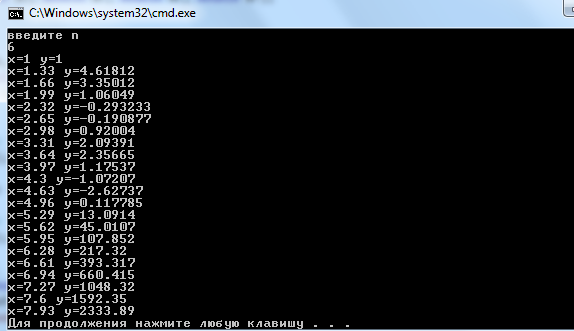 C:\Windows\system32\cmd.exe
введите n
6
x=1 y=1
x=1.33 y=4.61812
x=1.66 y=3.35012
x=1.99 y=1.06049
x=2.32 y=-0.293233
x=2.65 y=-0.190877
x=2.98 y=0.92004
x=3.31 y=2.09391
x=3.64 y=2.35665
x=3.97 y=1.17537
x=4.3 y=-1.07207
x=4.63 y=-2.62737
x=4.96 y=0.117785
x=5.29 y=13.0914
x=5.62 y=45.0107
x=5.95 y=107.852
x=6.28 y=217.32
x=6.61 y=393.317
x=6.94 y=660.415
x=7.27 y=1048.32
x=7.6 y=1592.35
x=7.93 y=2333.89
Для продолжения нажмите любую клавишу . . .